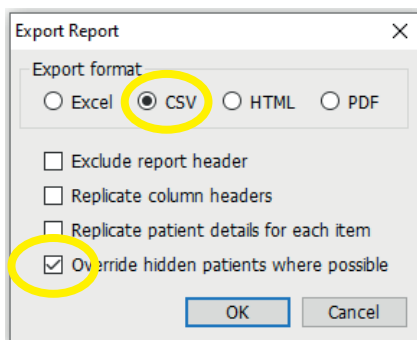 Export Report
Export format
Excel CSV HTML PDF
Exclude report header
Replicate column headers
Replicate patient details for each item
Override hidden patients where possible
OK Cancel